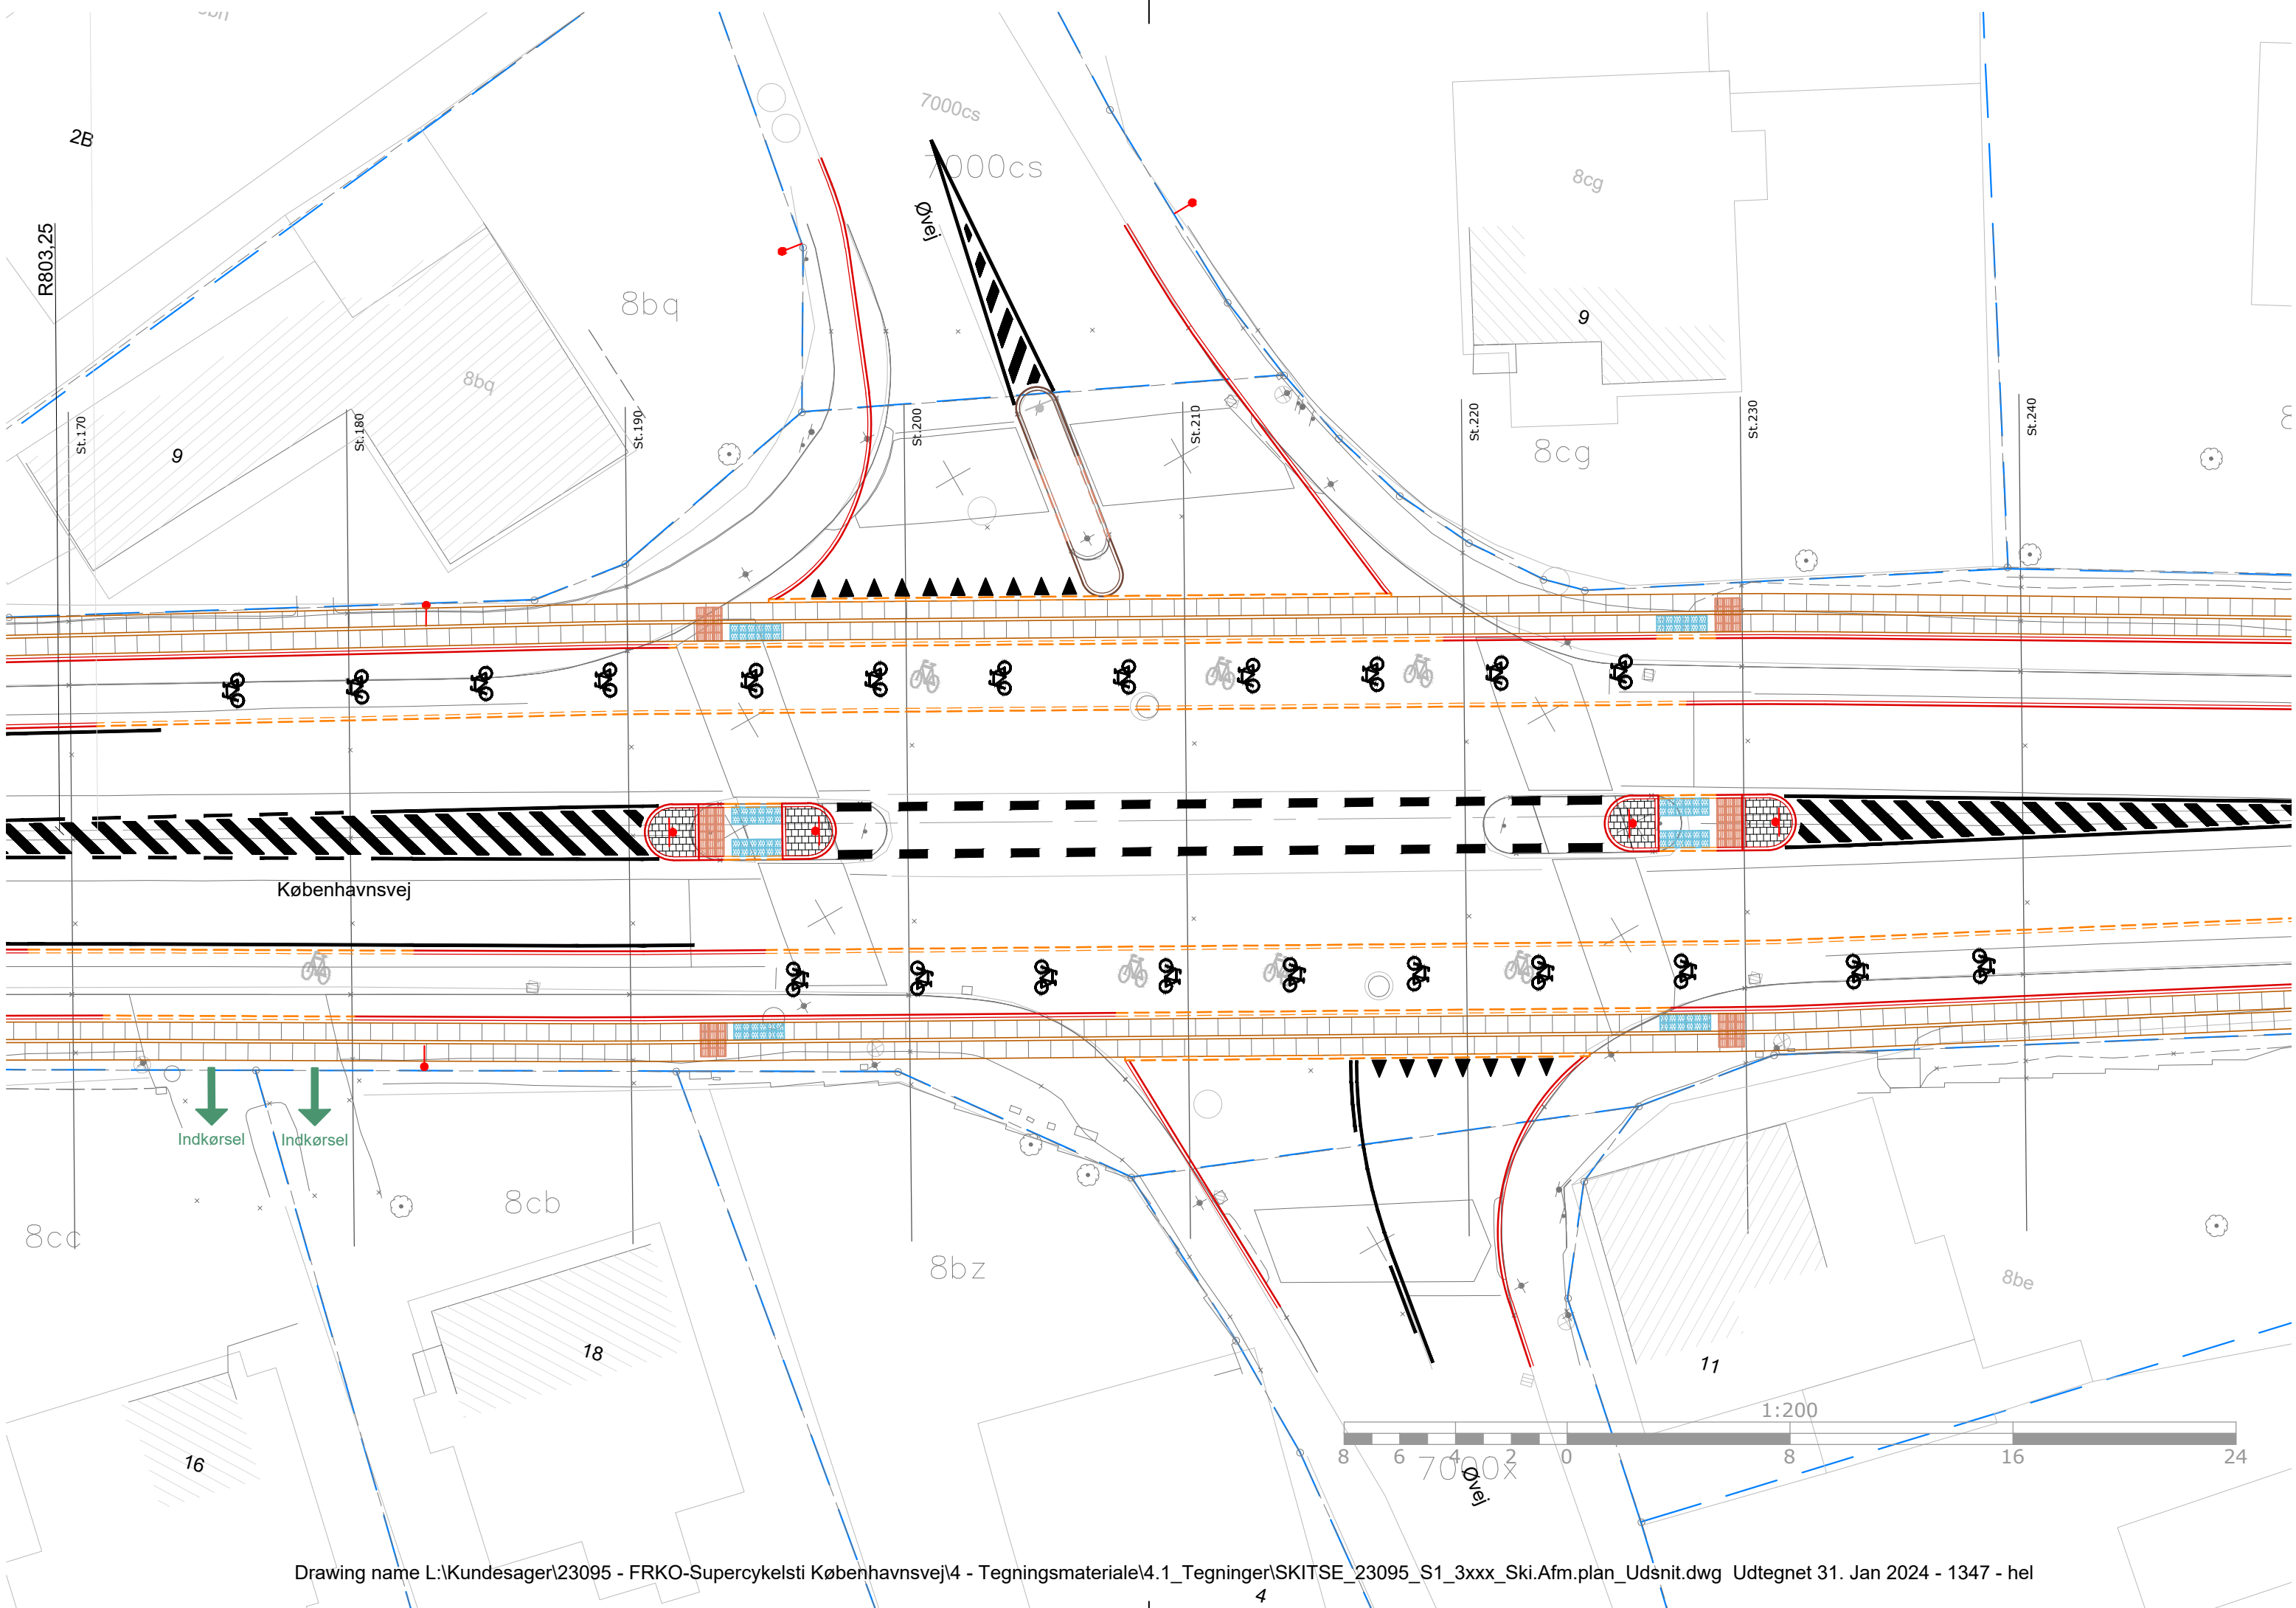 8bh
2B
7000cs
7000cs
8cg
Øvej
R803,25
8bq
9
8bq
St.170
St.180
St.190
St.200
St.210
St.220
St.230
St.240
9
8cg
Københavnsvej
Indkørsel
Indkørsel
8cb
8cc
8bz
8be
18
11
16
1:200
8 6 4 2 0 8 16 24
7000x
Øvej
Drawing name L:\Kundesager\23095 - FRKO-Supercykelsti Københavnsvej\4 - Tegningsmateriale\4.1_Tegninger\SKITSE_23095_S1_3xxx_Ski.Afm.plan_Udsnit.dwg Udtegnet 31. Jan 2024 - 1347 - hel
4